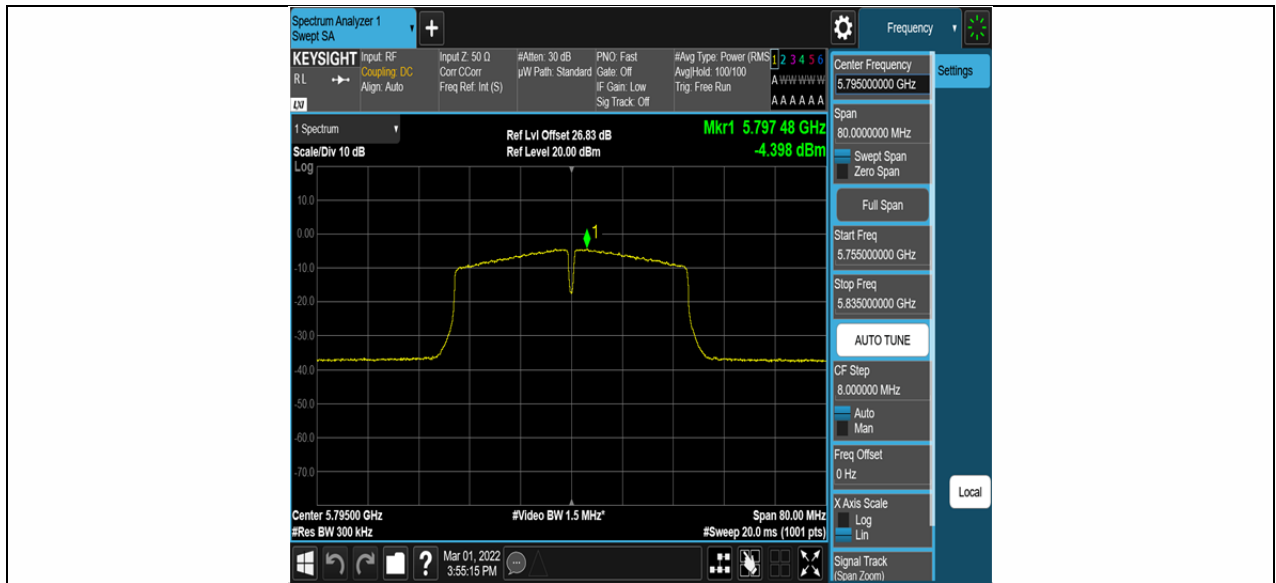 Spectrum Analyzer 1
Swept SA
+
Frequency
KEYSIGHT
RL
LXI
Input: RF
Coupling: DC
Align: Auto
Input Z: 50 Ω
Corr CCorr
Freq Ref: Int (S)
#Atten: 30 dB
µW Path: Standard
PNO: Fast
Gate: Off
IF Gain: Low
Sig Track: Off
#Avg Type: Power (RMS
Avg|Hold: 100/100
Trig: Free Run
1 2 3 4 5 6
A W W W W W
A A A A A A
1 Spectrum
Scale/Div 10 dB
Log
Ref Lvl Offset 26.83 dB
Ref Level 20.00 dBm
Mkr1 5.797 48 GHz
-4.398 dBm
1
10.0
0.00
-10.0
-20.0
-30.0
-40.0
-50.0
-60.0
-70.0
Center 5.79500 GHz
#Video BW 1.5 MHz*
Span 80.00 MHz
#Res BW 300 kHz
#Sweep 20.0 ms (1001 pts)
?
Mar 01, 2022
3:55:15 PM
Center Frequency
5.795000000 GHz
Settings
Span
80.0000000 MHz
Swept Span
Zero Span
Full Span
Start Freq
5.755000000 GHz
Stop Freq
5.835000000 GHz
AUTO TUNE
CF Step
8.000000 MHz
Auto
Man
Freq Offset
0 Hz
Local
X Axis Scale
Log
Lin
Signal Track
(Span Zoom)